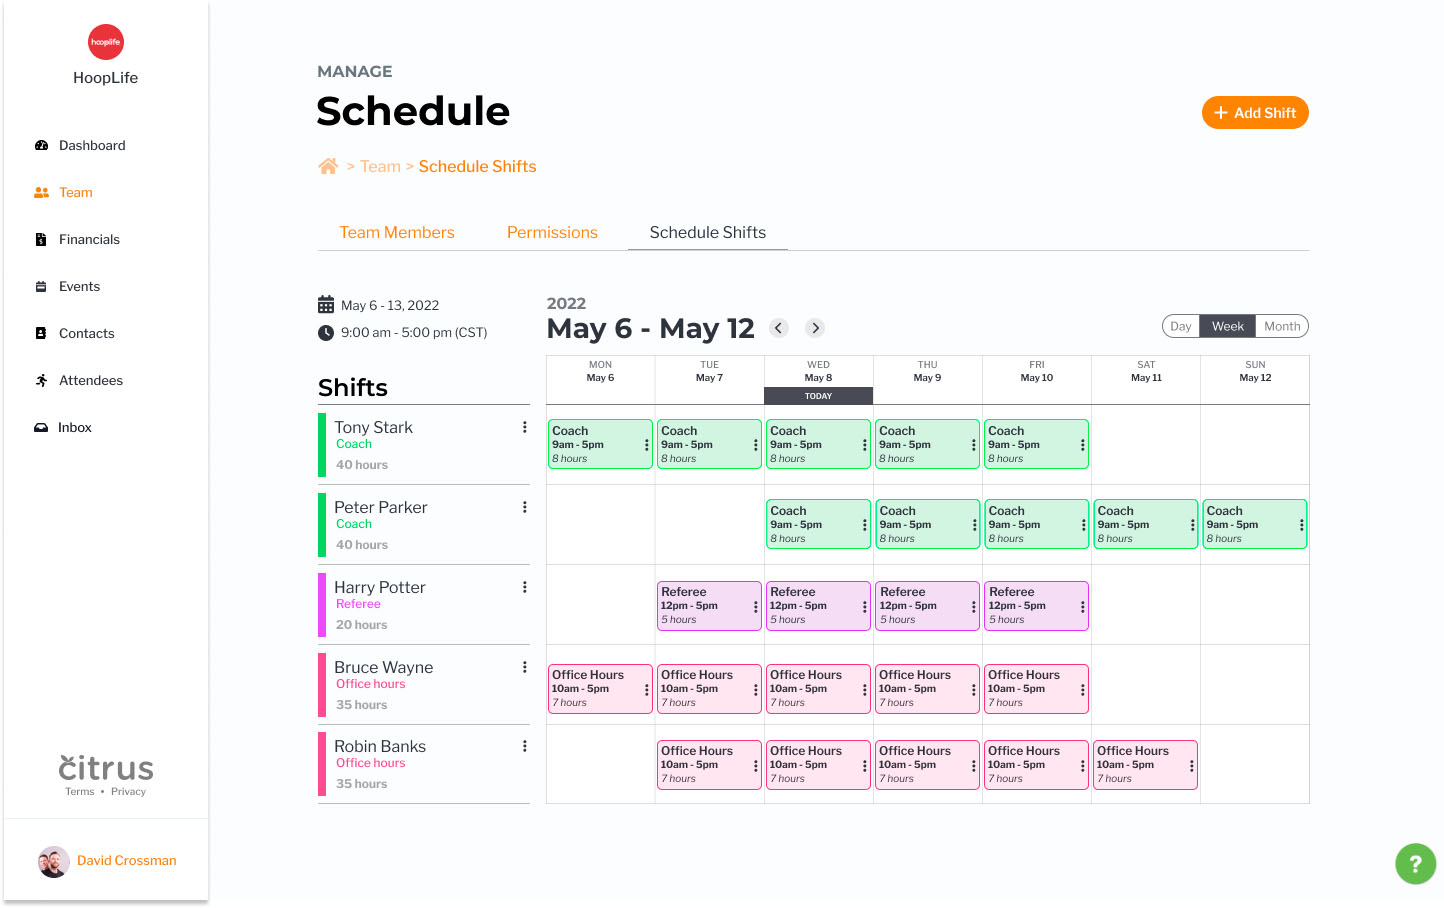 hooplife
HoopLife
Dashboard
Team
Financials
Events
Contacts
Attendees
Inbox
čitrus
Terms • Privacy
David Crossman
MANAGE
Schedule
+ Add Shift
> Team > Schedule Shifts
Team Members Permissions Schedule Shifts
May 6 - 13, 2022
9:00 am - 5:00 pm (CST)
2022
May 6 - May 12 < >
Day Week Month
Shifts
MON TUE WED THU FRI SAT SUN
May 6 May 7 May 8 May 9 May 10 May 11 May 12
TODAY
Tony Stark
Coach
40 hours
Coach Coach Coach Coach Coach
9am - 5pm 9am - 5pm 9am - 5pm 9am - 5pm 9am - 5pm
8 hours 8 hours 8 hours 8 hours 8 hours
Peter Parker
Coach
40 hours
Coach Coach Coach Coach Coach
9am - 5pm 9am - 5pm 9am - 5pm 9am - 5pm 9am - 5pm
8 hours 8 hours 8 hours 8 hours 8 hours
Harry Potter
Referee
20 hours
Referee Referee Referee Referee
12pm - 5pm 12pm - 5pm 12pm - 5pm 12pm - 5pm
5 hours 5 hours 5 hours 5 hours
Bruce Wayne
Office hours
35 hours
Office Hours Office Hours Office Hours Office Hours Office Hours
10am - 5pm 10am - 5pm 10am - 5pm 10am - 5pm 10am - 5pm
7 hours 7 hours 7 hours 7 hours 7 hours
Robin Banks
Office hours
35 hours
Office Hours Office Hours Office Hours Office Hours Office Hours
10am - 5pm 10am - 5pm 10am - 5pm 10am - 5pm 10am - 5pm
7 hours 7 hours 7 hours 7 hours 7 hours
?